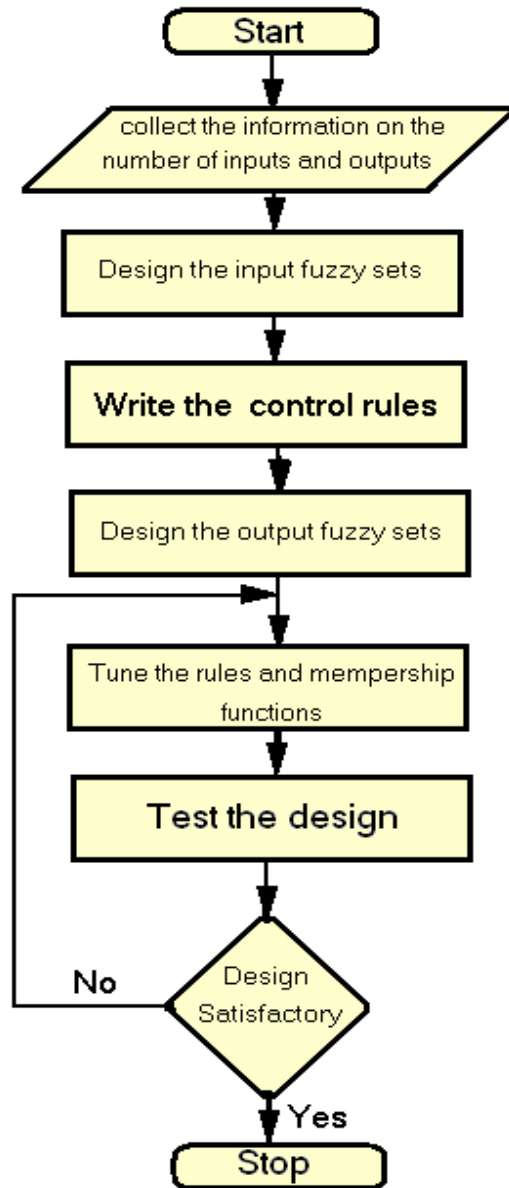 Start
collect the information on the
number of inputs and outputs
Design the input fuzzy sets
Write the control rules
Design the output fuzzy sets
Tune the rules and mempership
functions
Test the design
Design
Satisfactory
No
Yes
Stop